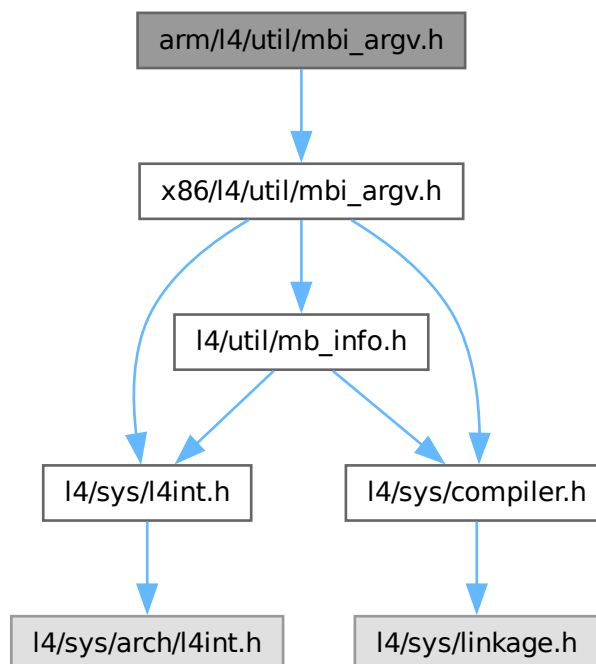 arm/l4/util/mbi_argv.h
x86/l4/util/mbi_argv.h
l4/util/mb_info.h
l4/sys/l4int.h
l4/sys/compiler.h
l4/sys/arch/l4int.h
l4/sys/linkage.h